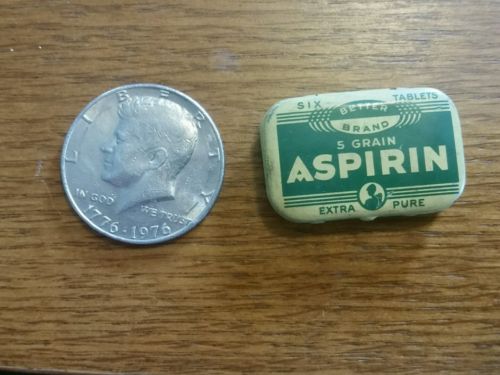 LIBERTY
IN GOD
WE TRUST
1776-1976
SIX TABLETS
BETTER
BRAND
5 GRAIN
ASPIRIN
EXTRA PURE